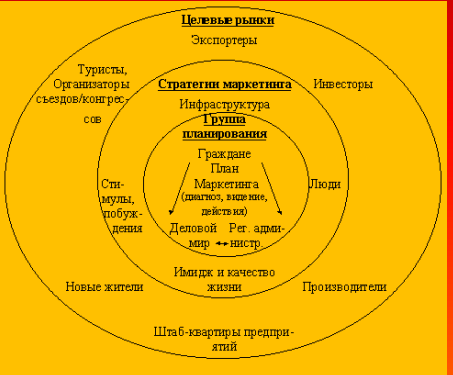 Целевые рынки
Экспортеры
Туристы,
Организаторы
съездов/конгрес-
сов
Стратегии маркетинга
Инвесторы
Инфраструктура
Группа
планирования
Граждане
План
Маркетинга
(диагноз, видение,
действия)
Сти-
мулы,
побуж-
дения
Люди
Деловой Рег. адми-
мир нистр.
Имидж и качество
жизни
Новые жители
Производители
Штаб-квартиры предпри-
ятий